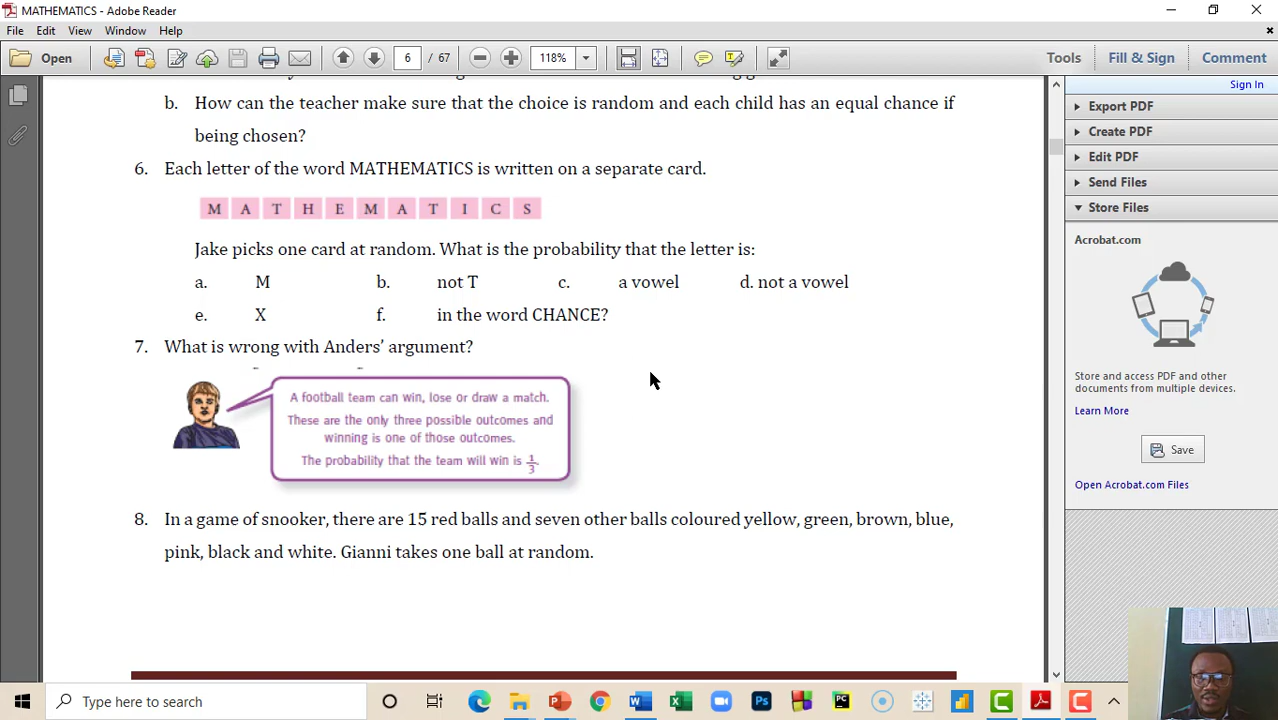 MATHEMATICS - Adobe Reader
File Edit View Window Help
Open 6 / 67 118% Tools Fill & Sign Comment
Sign In
b. How can the teacher make sure that the choice is random and each child has an equal chance if
being chosen?
6. Each letter of the word MATHEMATICS is written on a separate card.
M A T H E M A T I C S
Jake picks one card at random. What is the probability that the letter is:
a. M b. not T c. a vowel d. not a vowel
e. X f. in the word CHANCE?
7. What is wrong with Anders’ argument?
A football team can win, lose or draw a match.
These are the only three possible outcomes and
winning is one of those outcomes.
The probability that the team will win is 1/3.
8. In a game of snooker, there are 15 red balls and seven other balls coloured yellow, green, brown, blue,
pink, black and white. Gianni takes one ball at random.
Export PDF
Create PDF
Edit PDF
Send Files
Store Files
Acrobat.com
Store and access PDF and other
documents from multiple devices.
Learn More
Save
Open Acrobat.com Files
Type here to search